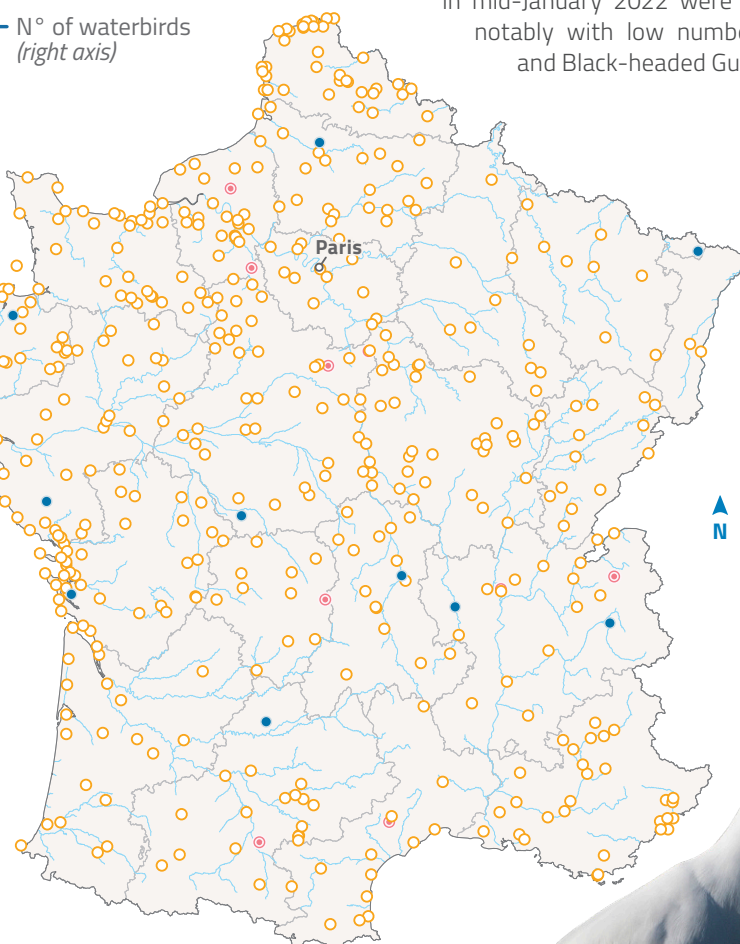 in mid-January 2022 were
notably with low numbe
and Black-headed Gu
N° of waterbirds
(right axis)
Paris
N